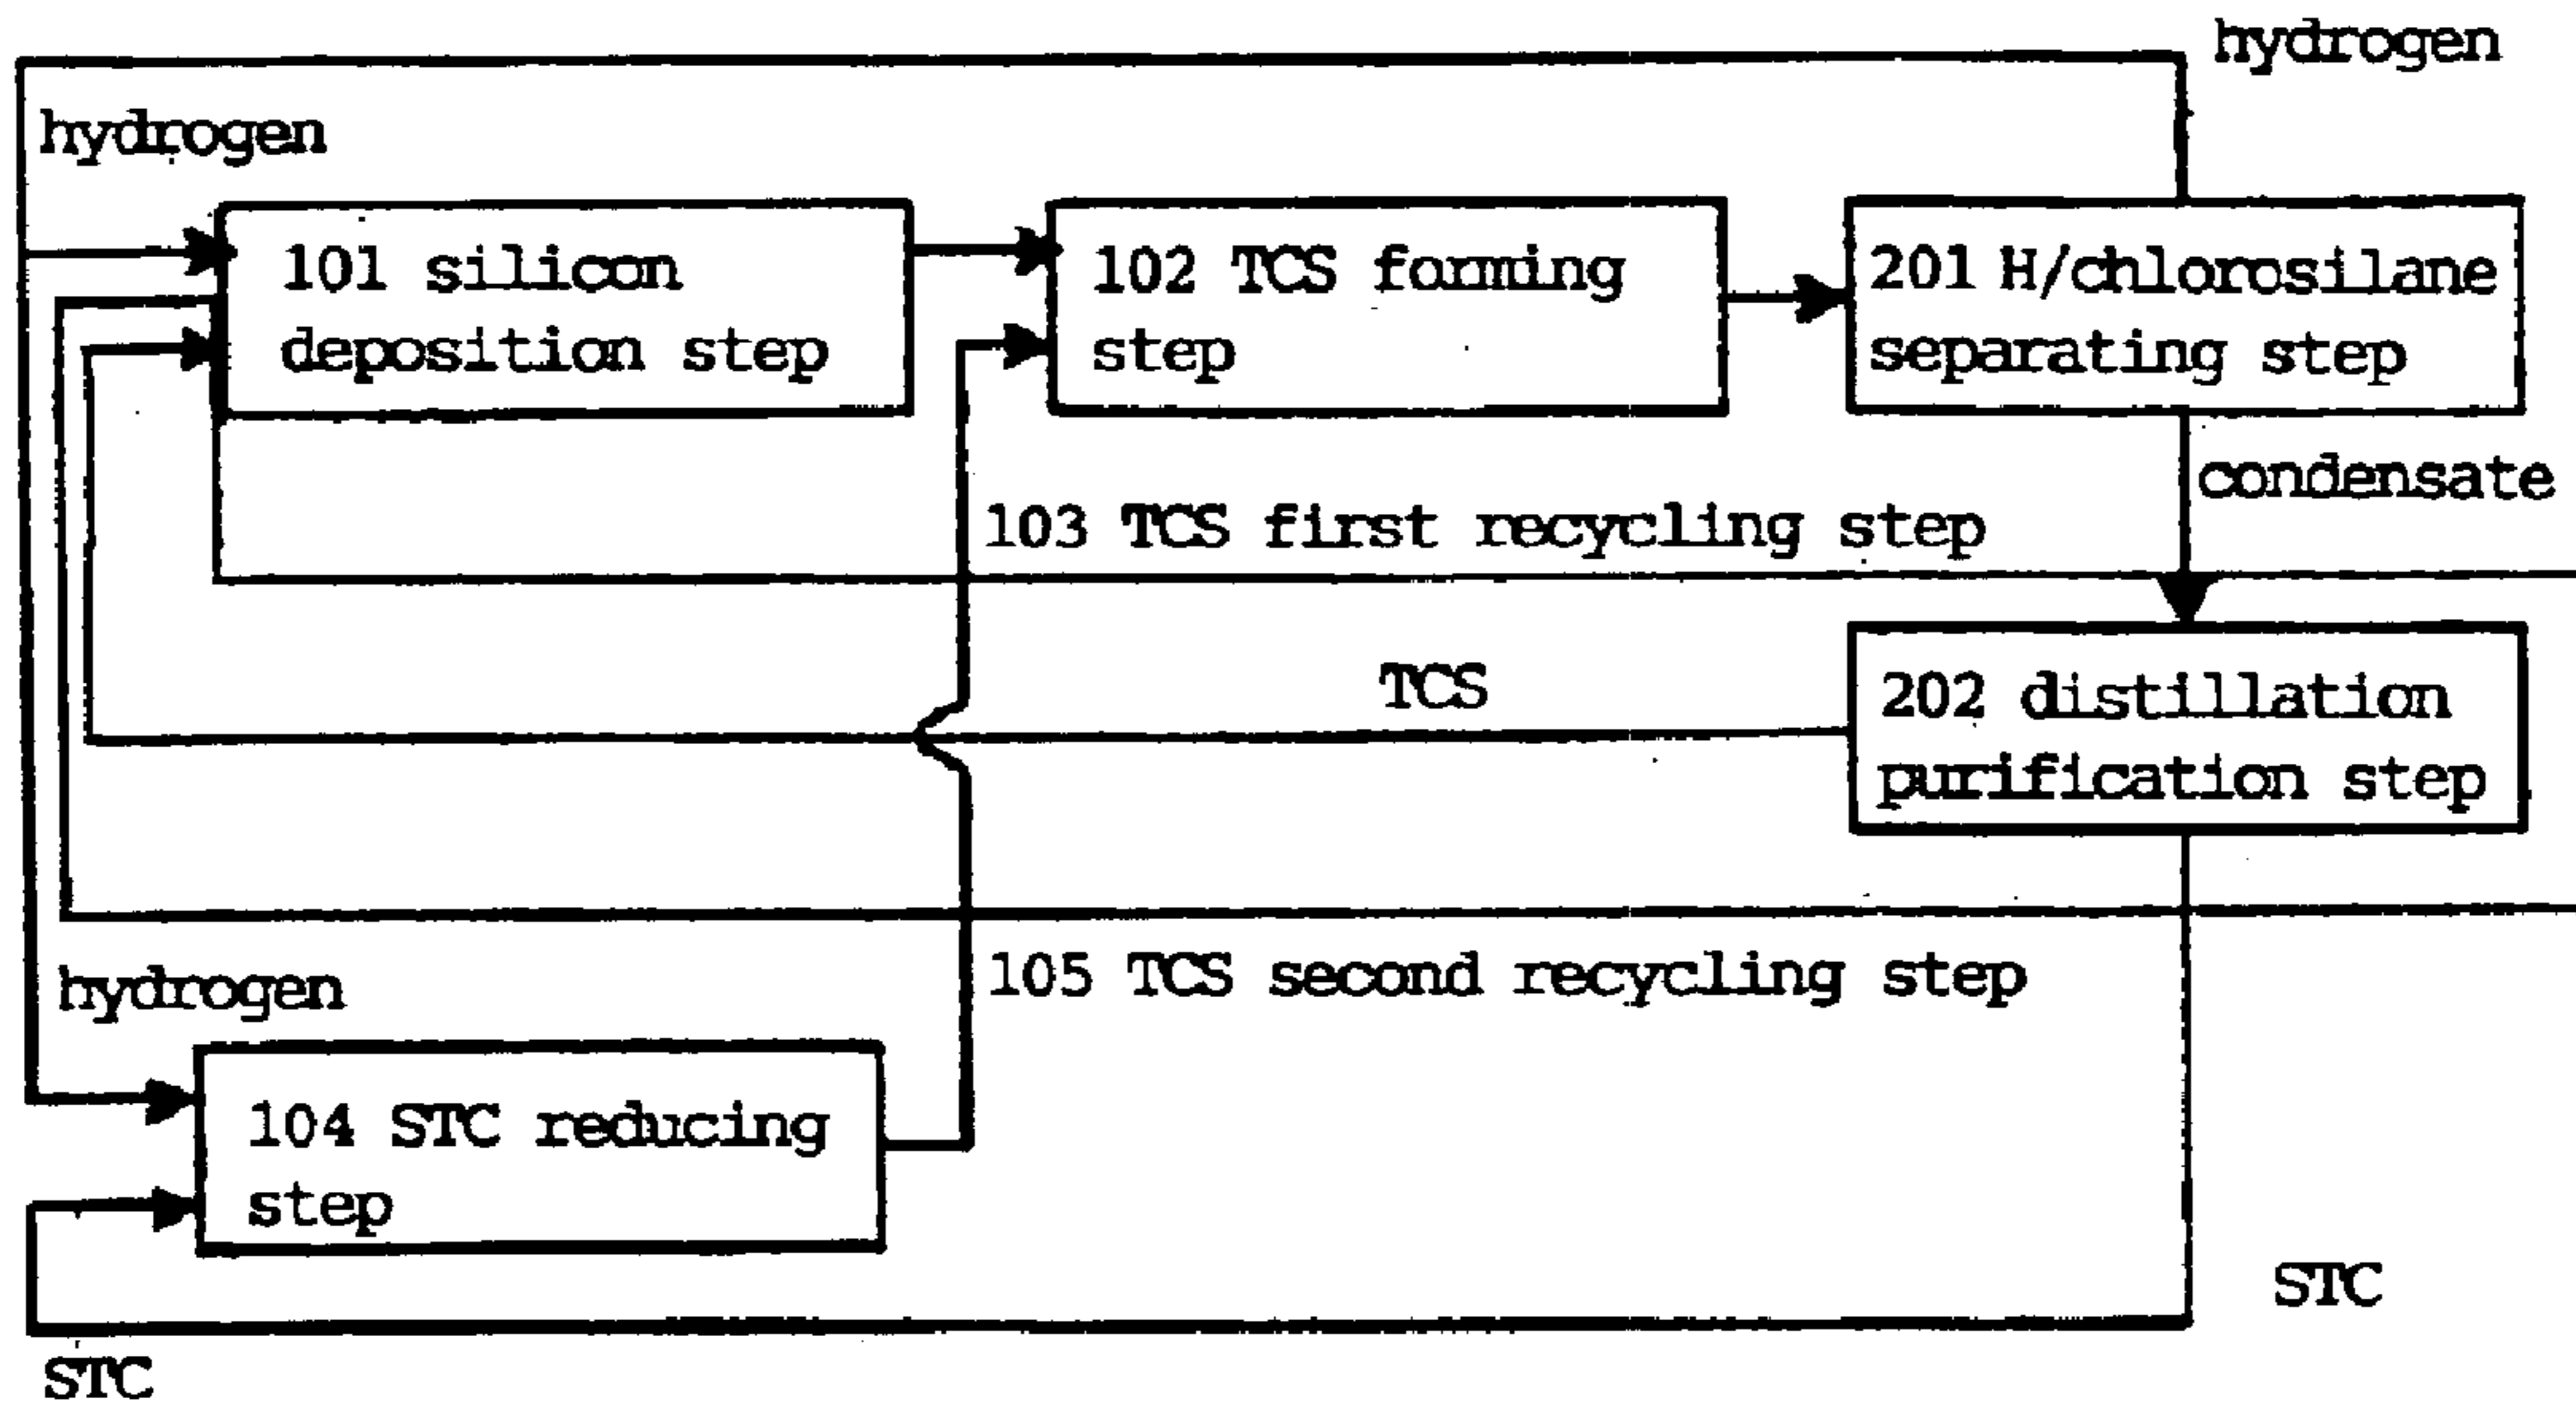 hydrogen
hydrogen
101 silicon
deposition step
102 TCS forming
step
201 H/chlorosilane
separating step
condensate
103 TCS first recycling step
TCS
202 distillation
purification step
hydrogen
105 TCS second recycling step
104 STC reducing
step
STC
STC